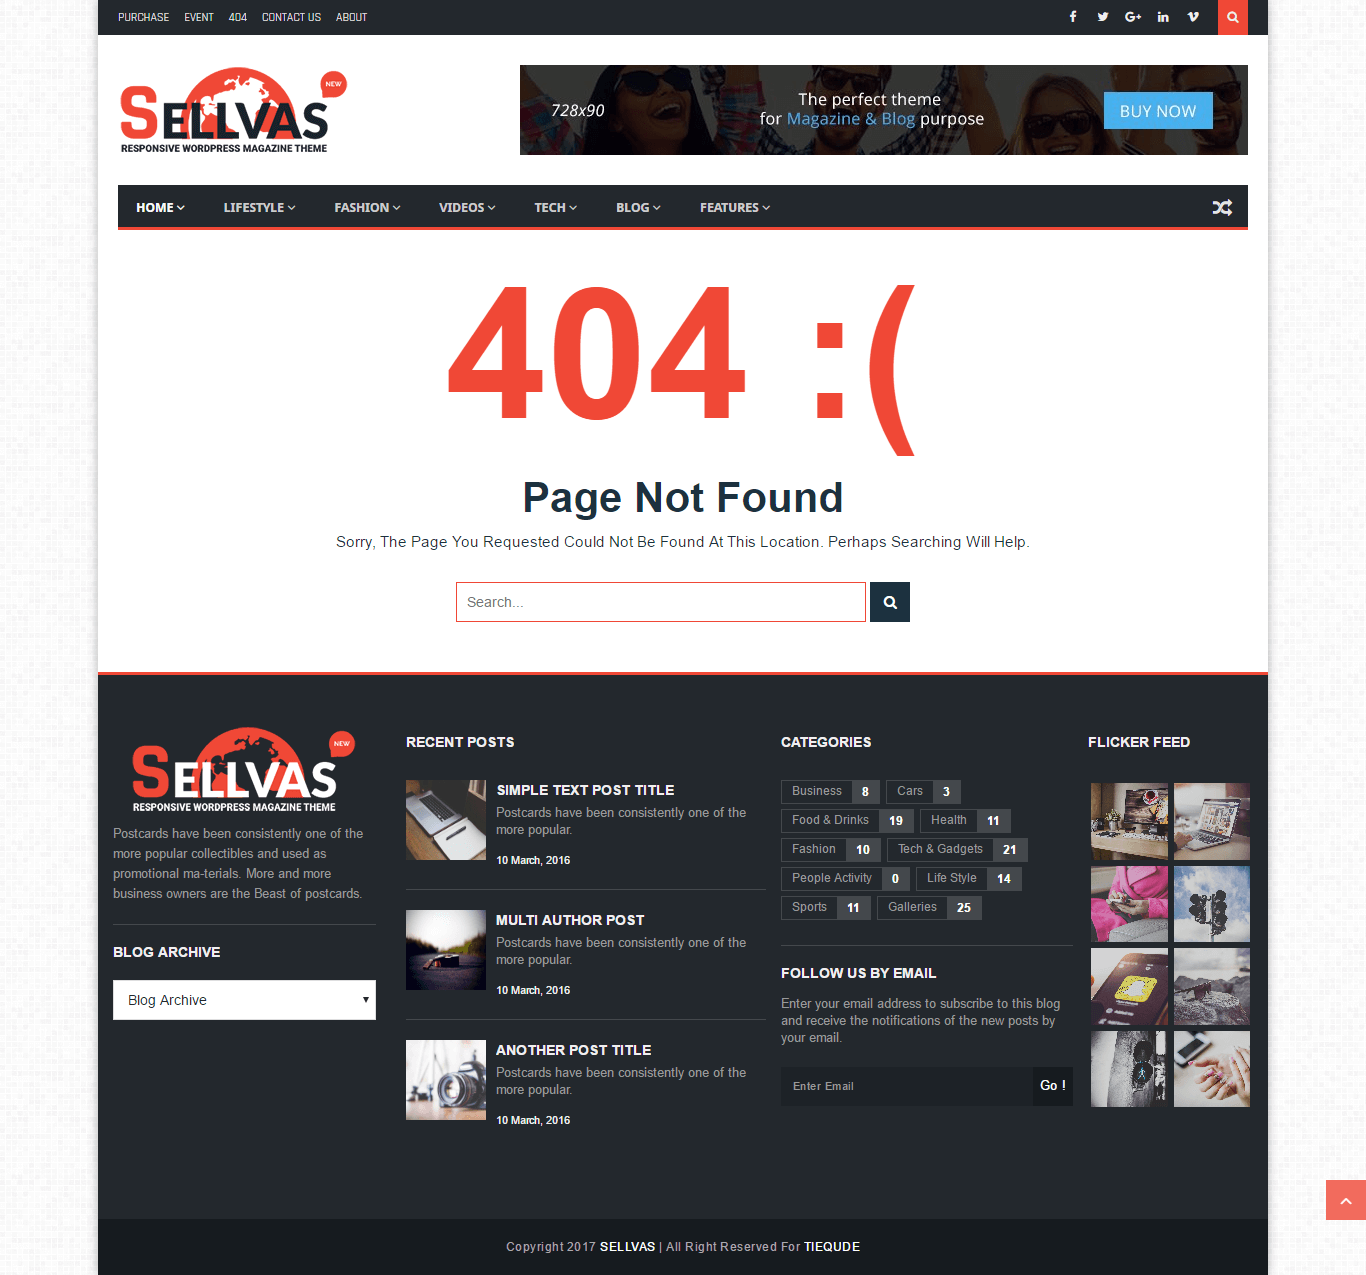 PURCHASE EVENT 404 CONTACT US ABOUT
SELLVAS NEW
RESPONSIVE WORDPRESS MAGAZINE THEME
728x90
The perfect theme
for Magazine & Blog purpose
BUY NOW
HOME LIFESTYLE FASHION VIDEOS TECH BLOG FEATURES
404 :(
Page Not Found
Sorry, The Page You Requested Could Not Be Found At This Location. Perhaps Searching Will Help.
Search...
SELLVAS NEW
RESPONSIVE WORDPRESS MAGAZINE THEME
Postcards have been consistently one of the
more popular collectibles and used as
promotional ma-terials. More and more
business owners are the Beast of postcards.
BLOG ARCHIVE
Blog Archive
RECENT POSTS
SIMPLE TEXT POST TITLE
Postcards have been consistently one of the
more popular.
10 March, 2016
MULTI AUTHOR POST
Postcards have been consistently one of the
more popular.
10 March, 2016
ANOTHER POST TITLE
Postcards have been consistently one of the
more popular.
10 March, 2016
CATEGORIES
Business 8 Cars 3
Food & Drinks 19 Health 11
Fashion 10 Tech & Gadgets 21
People Activity 0 Life Style 14
Sports 11 Galleries 25
FOLLOW US BY EMAIL
Enter your email address to subscribe to this blog
and receive the notifications of the new posts by
your email.
Enter Email Go !
FLICKER FEED
Copyright 2017 SELLVAS | All Right Reserved For TIEQUDE